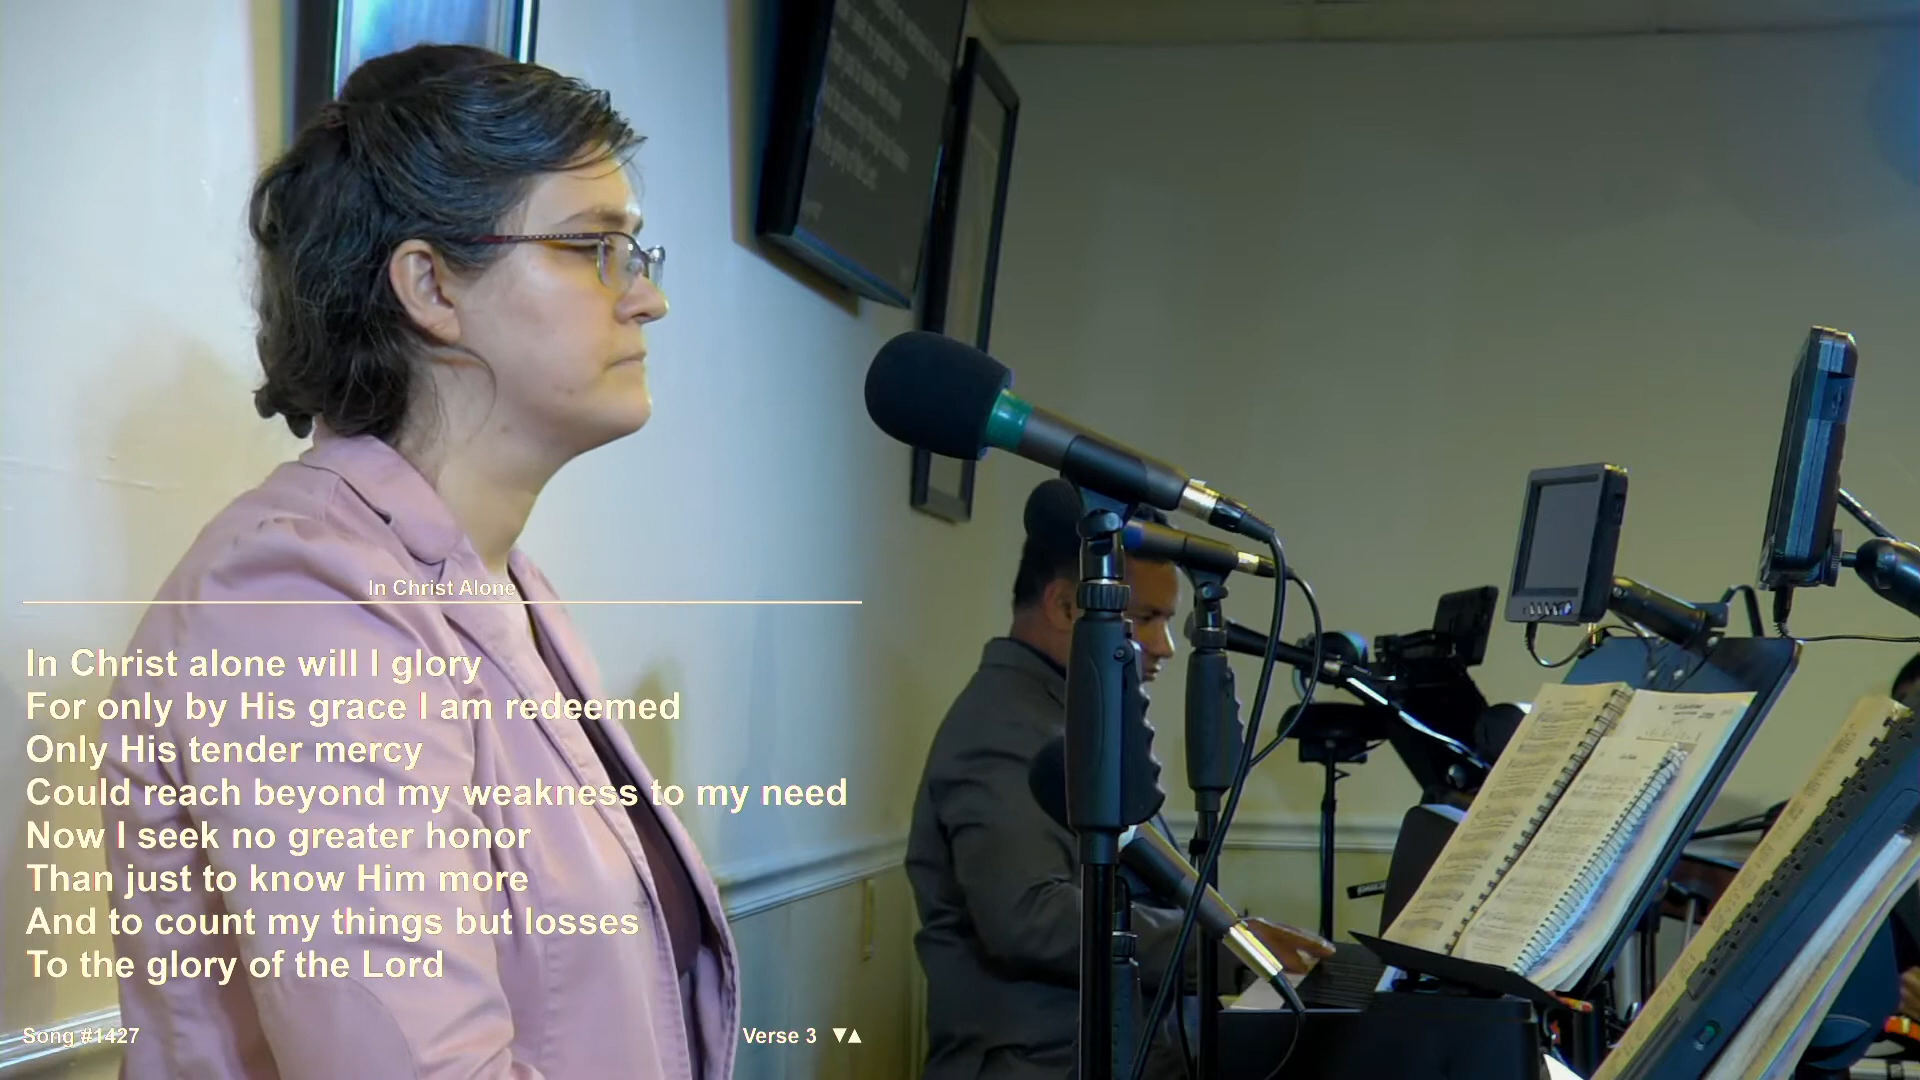 In Christ Alone
In Christ alone will I glory
For only by His grace I am redeemed
Only His tender mercy
Could reach beyond my weakness to my need
Now I seek no greater honor
Than just to know Him more
And to count my things but losses
To the glory of the Lord
Song #1427
Verse 3 ▼▲